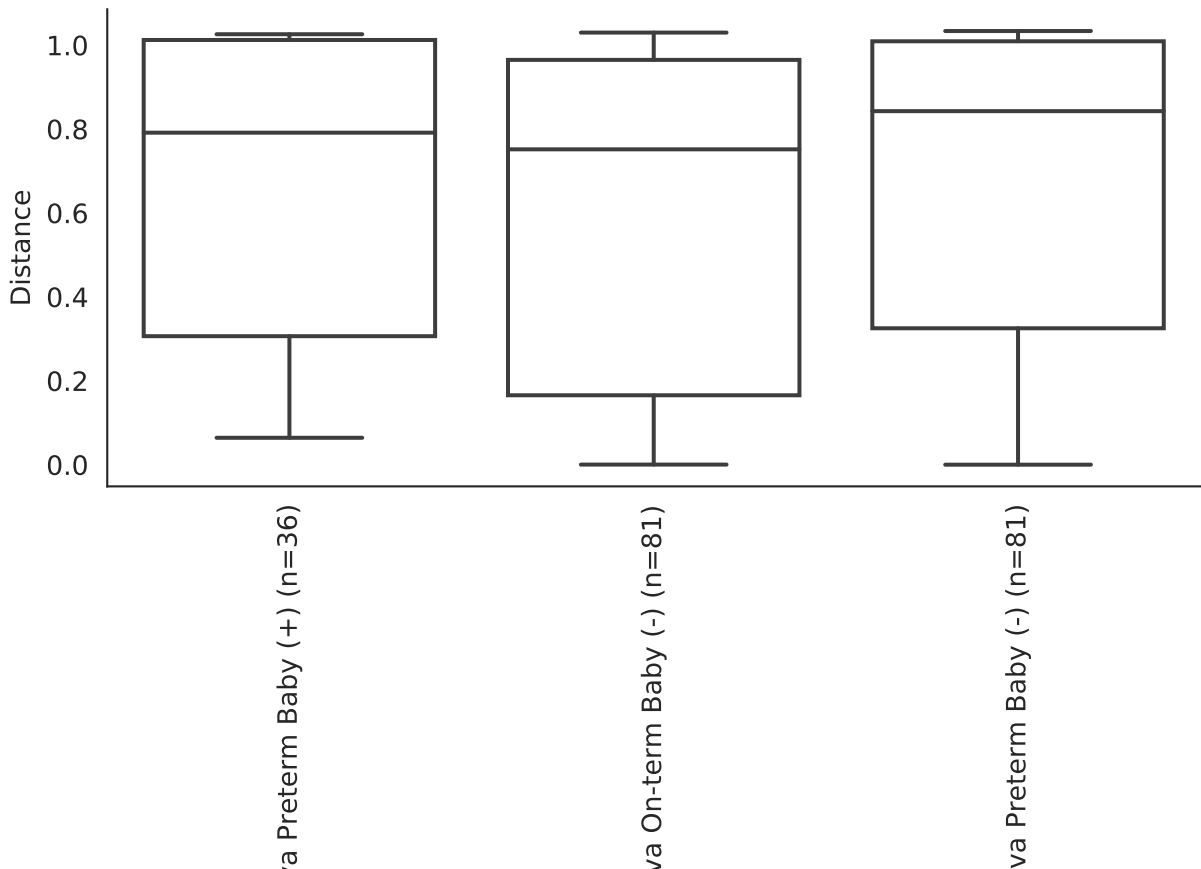 1.0
0.8
0.6
0.4
0.2
0.0
Distance
va Preterm Baby (+) (n=36)
va On-term Baby (-) (n=81)
va Preterm Baby (-) (n=81)